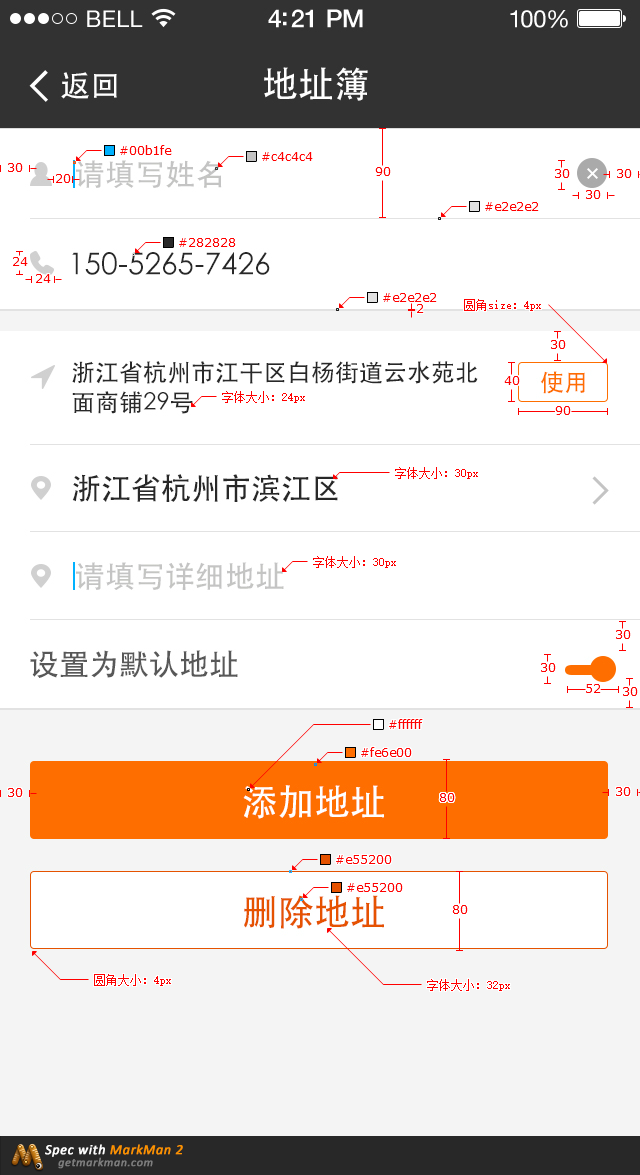 BELL 4:21 PM 100%
返回 地址簿
#00b1fe
#c4c4c4
30 20 请填写姓名 90 30 30
30
#e2e2e2
#282828
24 150-5265-7426
24
#e2e2e2
2
圆角size: 4px
30
浙江省杭州市江干区白杨街道云水苑北 40 使用
面商铺29号 字体大小: 24px 90
字体大小: 30px
浙江省杭州市滨江区
字体大小: 30px
请填写详细地址
30
设置为默认地址 30
52 30
#ffffff
#fe6e00
30 添加地址 80 30
#e55200
#e55200
删除地址 80
圆角大小: 4px
字体大小: 32px
Spec with MarkMan 2
getmarkman.com